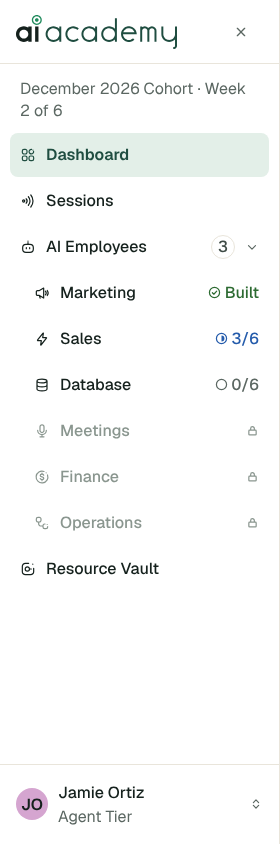 ai academy
December 2026 Cohort · Week
2 of 6
Dashboard
Sessions
AI Employees 3
Marketing Built
Sales 3/6
Database 0/6
Meetings
Finance
Operations
Resource Vault
JO Jamie Ortiz
Agent Tier